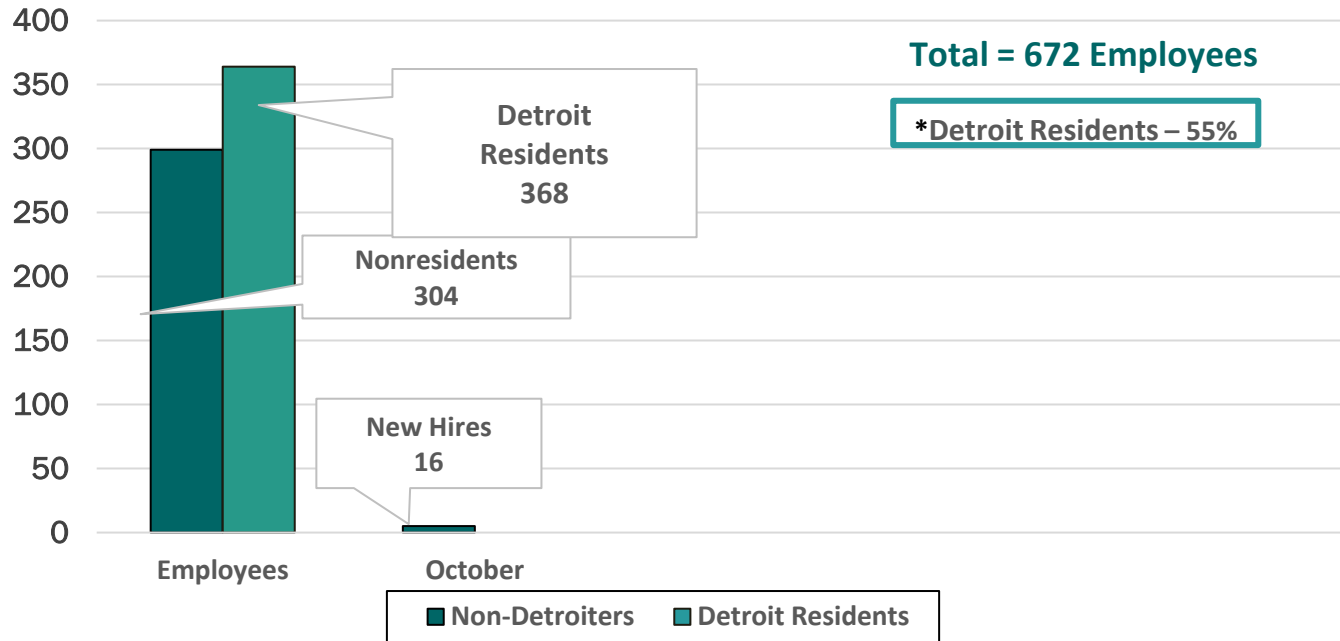 400
350
300
250
200
150
100
50
0
Total = 672 Employees
*Detroit Residents – 55%
Detroit
Residents
368
Nonresidents
304
New Hires
16
Employees
October
Non-Detroiters
Detroit Residents